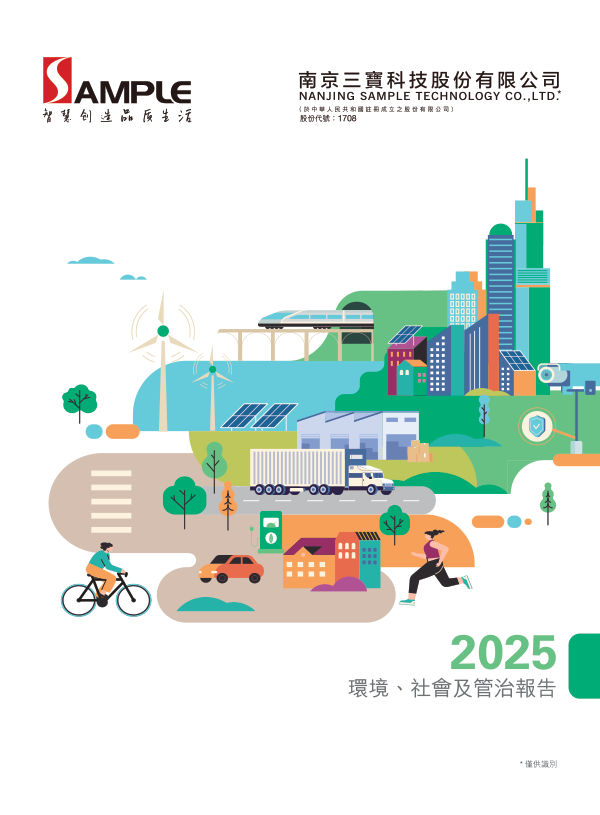 SAMPLE
智慧創造品质生活
南京三寶科技股份有限公司
NANJING SAMPLE TECHNOLOGY CO.,LTD.*
(於中華人民共和國註冊成立之股份有限公司)
股份代號：1708
2025
環境、社會及管治報告
* 僅供識別